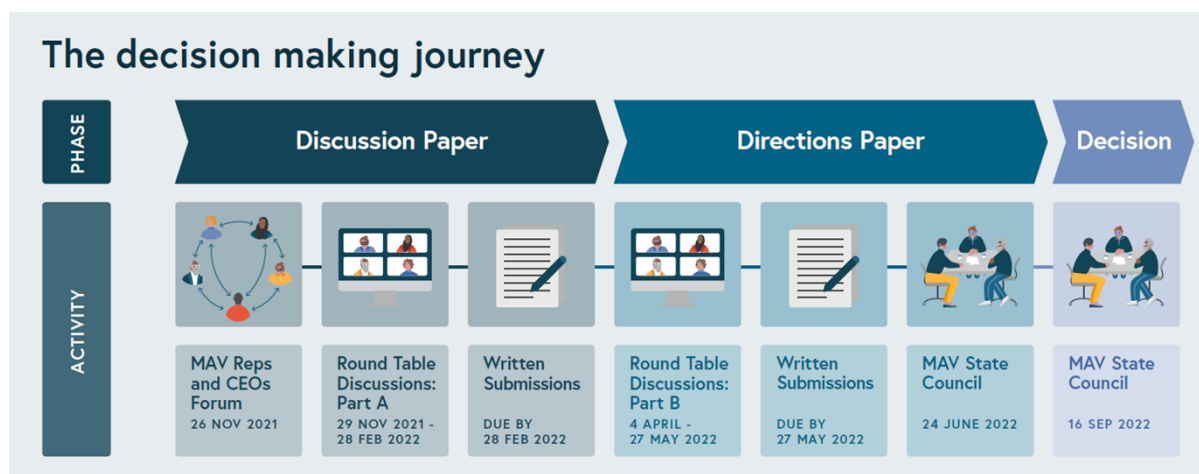 The decision making journey
PHASE
Discussion Paper
Directions Paper
Decision
ACTIVITY
MAV Reps
and CEOs
Forum
26 NOV 2021
Round Table
Discussions:
Part A
29 NOV 2021 -
28 FEB 2022
Written
Submissions
DUE BY
28 FEB 2022
Round Table
Discussions:
Part B
4 APRIL -
27 MAY 2022
Written
Submissions
DUE BY
27 MAY 2022
MAV State
Council
24 JUNE 2022
MAV State
Council
16 SEP 2022